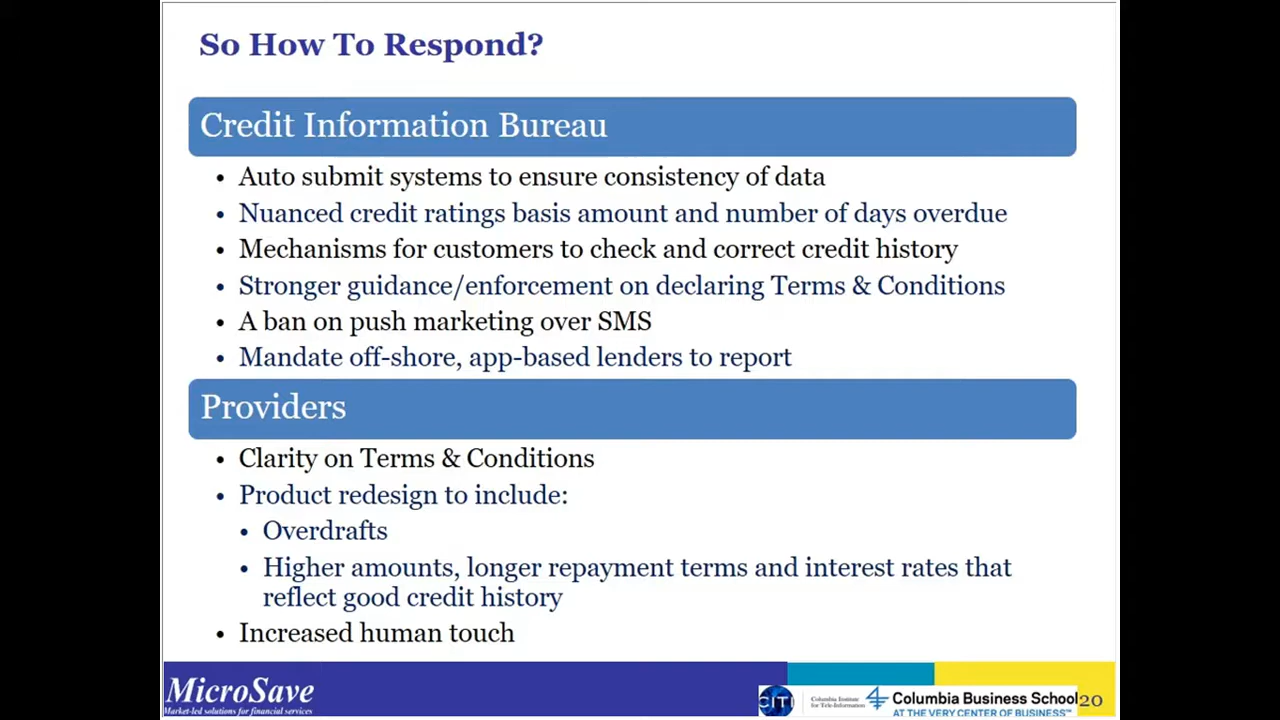 So How To Respond?
Credit Information Bureau
• Auto submit systems to ensure consistency of data
• Nuanced credit ratings basis amount and number of days overdue
• Mechanisms for customers to check and correct credit history
• Stronger guidance/enforcement on declaring Terms & Conditions
• A ban on push marketing over SMS
• Mandate off-shore, app-based lenders to report
Providers
• Clarity on Terms & Conditions
• Product redesign to include:
• Overdrafts
• Higher amounts, longer repayment terms and interest rates that
reflect good credit history
• Increased human touch
MicroSave
Market-led solutions for financial services
CITI
Columbia Institute
for Tele-Information
Columbia Business School
AT THE VERY CENTER OF BUSINESS™
20